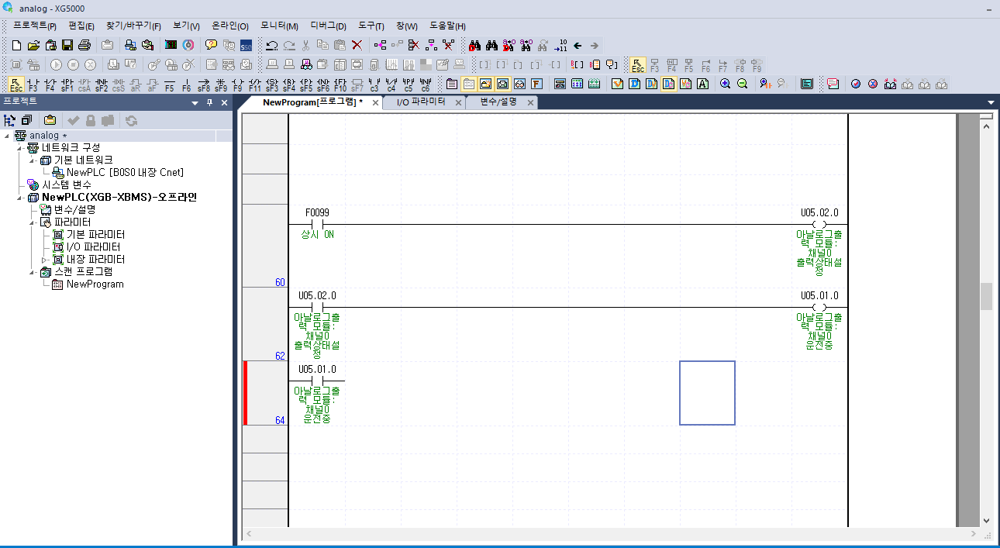 analog - XG5000
프로젝트(P) 편집(E) 찾기/바꾸기(F) 보기(V) 온라인(O) 모니터(M) 디버그(D) 도구(T) 창(W) 도움말(H)
Esc F3 F4 F5 F6 F7 F8 F9
Esc F3 F4 sF1 csA sF2 csS aR aF F5 F6 sF8 sF9 F9 F11 sF3 sF4 sF5 sF6 F10 sF7 c3 c4 c5 c6
프로젝트
NewProgram[프로그램] *
I/O 파라미터
변수/설명
analog *
네트워크 구성
기본 네트워크
NewPLC [B0S0 내장 Cnet]
시스템 변수
NewPLC(XGB-XBMS)-오프라인
변수/설명
파라미터
기본 파라미터
I/O 파라미터
내장 파라미터
스캔 프로그램
NewProgram
F0099
상시 ON
U05.02.0
아날로그출
력 모듈:
채널0
출력상태설
정
60
U05.02.0
아날로그출
력 모듈:
채널0
출력상태설
정
U05.01.0
아날로그출
력 모듈:
채널0
운전중
62
U05.01.0
아날로그출
력 모듈:
채널0
운전중
64